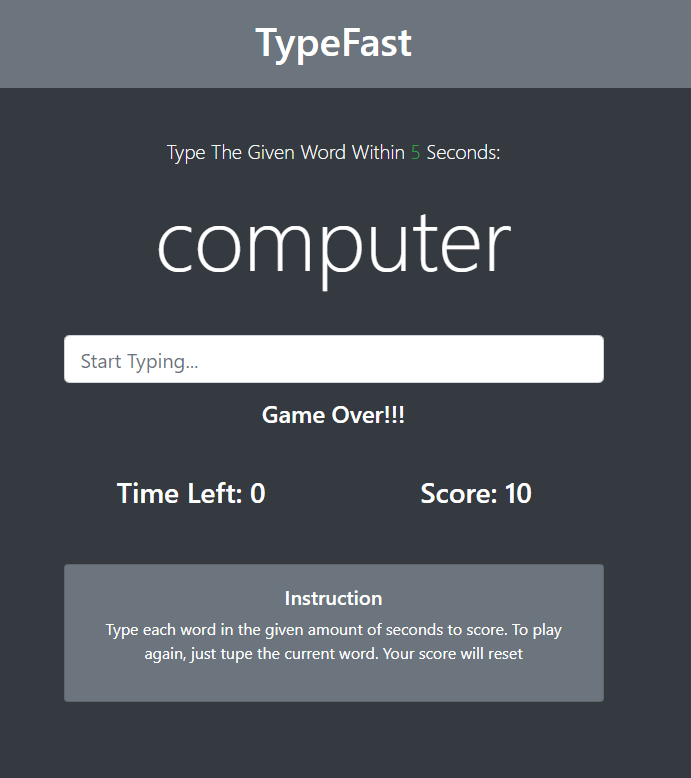 TypeFast
Type The Given Word Within 5 Seconds:
computer
Start Typing...
Game Over!!!
Time Left: 0
Score: 10
Instruction
Type each word in the given amount of seconds to score. To play
again, just tupe the current word. Your score will reset